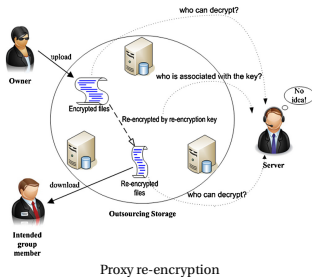 who can decrypt?
upload
Owner
Encrypted files
who is associated with the key?
No
idea!
Re-encrypted by re-encryption key
Server
download
Re-encrypted
files
who can decrypt?
Intended
group
member
Outsourcing Storage
Proxy re-encryption